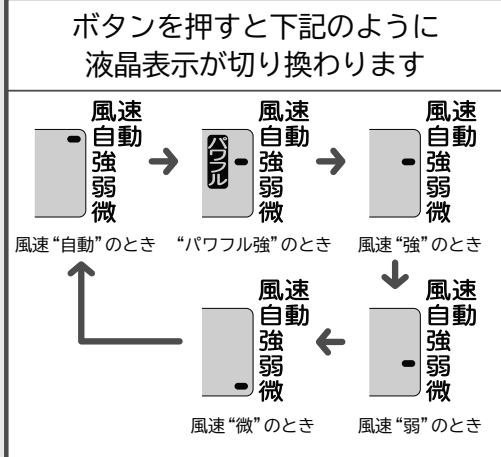 ボタンを押すと下記のように
液晶表示が切り換わります
風速
自動
強
弱
微
風速“自動”のとき
風速
自動
パワフル
強
弱
微
“パワフル強”のとき
風速
自動
強
弱
微
風速“強”のとき
風速
自動
強
弱
微
風速“弱”のとき
風速
自動
強
弱
微
風速“微”のとき